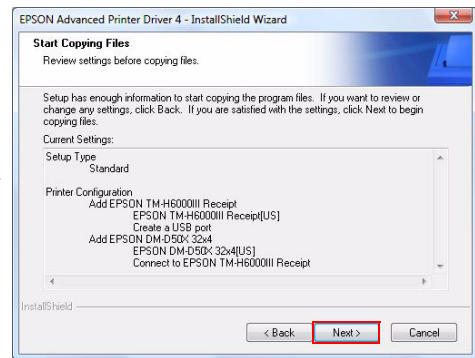 EPSON Advanced Printer Driver 4 - InstallShield Wizard
Start Copying Files
Review settings before copying files.
Setup has enough information to start copying the program files.  If you want to review or
change any settings, click Back.  If you are satisfied with the settings, click Next to begin
copying files.
Current Settings:
Setup Type
Standard
Printer Configuration
Add EPSON TM-H6000III Receipt
EPSON TM-H6000III Receipt[US]
Create a USB port
Add EPSON DM-D50X 32x4
EPSON DM-D50X 32x4[US]
Connect to EPSON TM-H6000III Receipt
InstallShield
< Back
Next >
Cancel